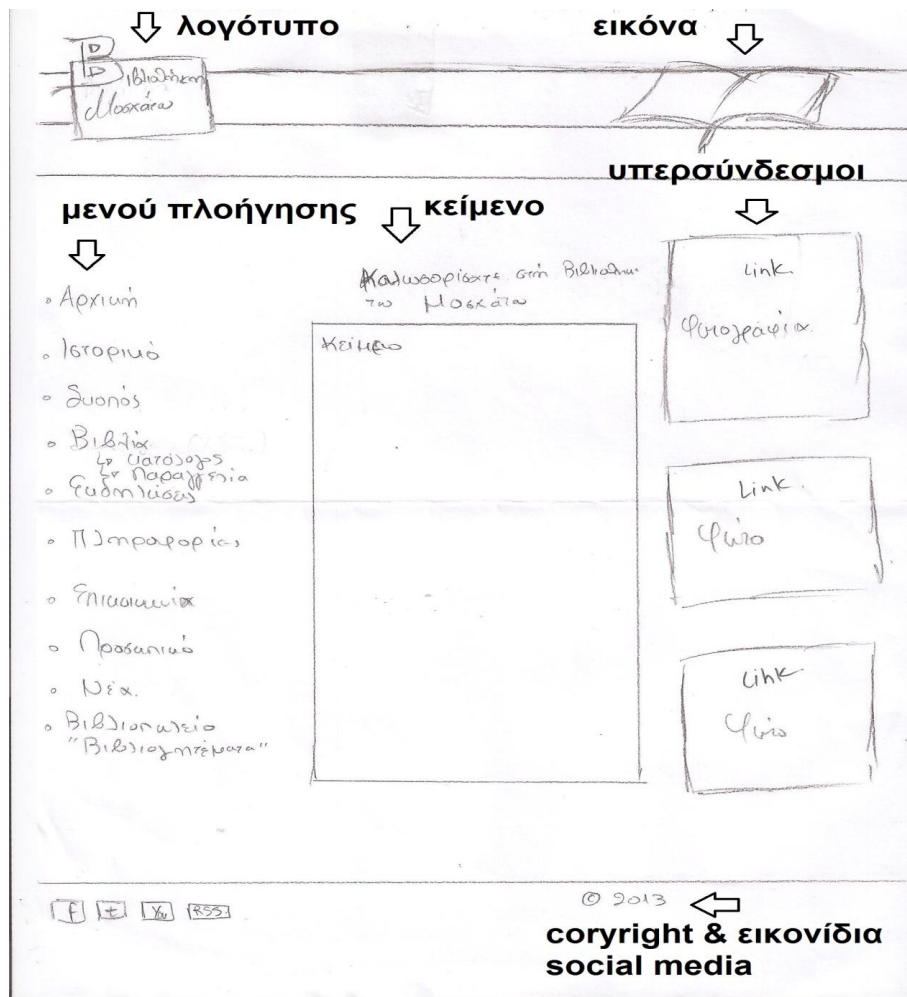 λογότυπο
εικόνα
Βιβλιοθήκη
Μοσχάτου
υπερσύνδεσμοι
μενού πλοήγησης
κείμενο
Καλωσορίσατε στη Βιβλιοθηκ
του Μοσχάτου
Κείμενο
Αρχική
Ιστορικό
Σκοπός
Βιβλία
Κατάλογος
Παραγγελία
Εκδηλώσεις
Πληροφορίες
Επικοινωνία
Προσωπικό
Νέα.
Βιβλιοπωλείο
"Βιβλιοζητήματα"
Link
Φωτογραφία.
Link.
Φώτο
Link
Φώτο
f t You RSS
© 2013
coryright & εικονίδια
social media